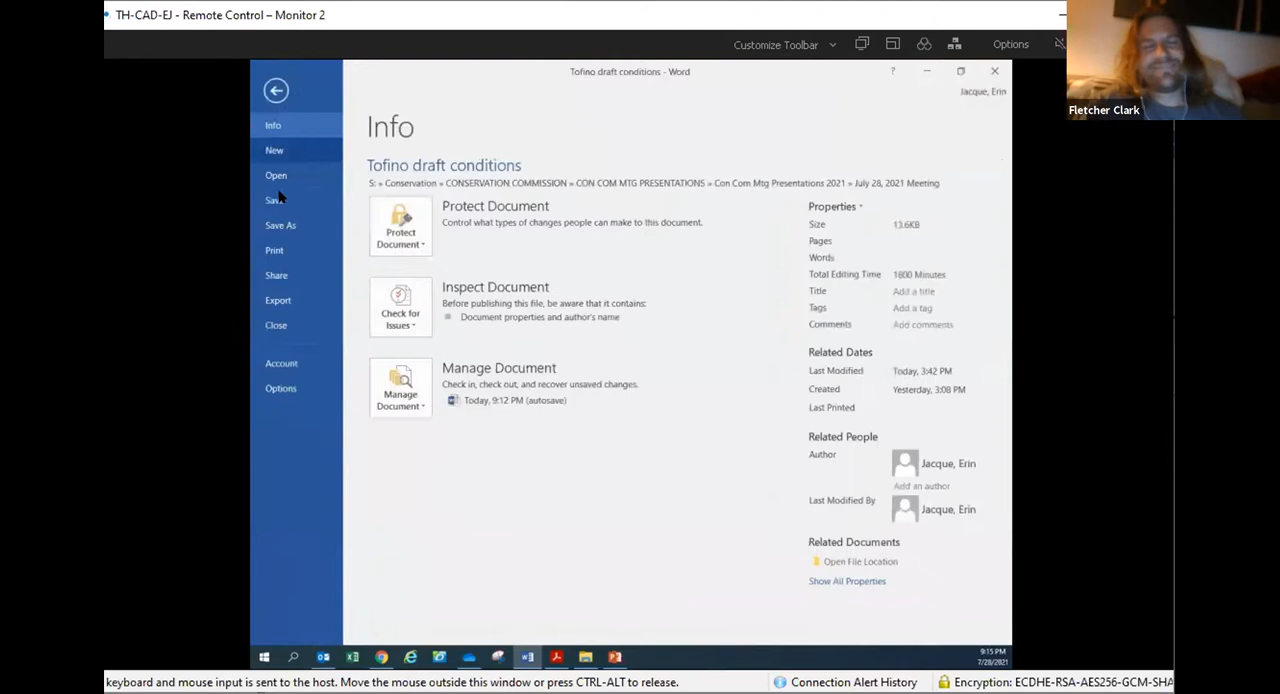 TH-CAD-EJ - Remote Control – Monitor 2
Customize Toolbar
Options
Fletcher Clark
Tofino draft conditions - Word
Jacque, Erin
Info
New
Open
Save
Save As
Print
Share
Export
Close
Account
Options
Info
Tofino draft conditions
S: » Conservation » CONSERVATION COMMISSION » CON COM MTG PRESENTATIONS » Con Com Mtg Presentations 2021 » July 28, 2021 Meeting
Protect Document
Protect Document
Control what types of changes people can make to this document.
Check for Issues
Inspect Document
Before publishing this file, be aware that it contains:
Document properties and author's name
Manage Document
Manage Document
Check in, check out, and recover unsaved changes.
Today, 9:12 PM (autosave)
Properties
Size 13.6KB
Pages
Words
Total Editing Time 1800 Minutes
Title Add a title
Tags Add a tag
Comments Add comments
Related Dates
Last Modified Today, 3:42 PM
Created Yesterday, 3:08 PM
Last Printed
Related People
Author Jacque, Erin
Add an author
Last Modified By Jacque, Erin
Related Documents
Open File Location
Show All Properties
9:15 PM
7/28/2021
keyboard and mouse input is sent to the host. Move the mouse outside this window or press CTRL-ALT to release.
Connection Alert History
Encryption: ECDHE-RSA-AES256-GCM-SHA